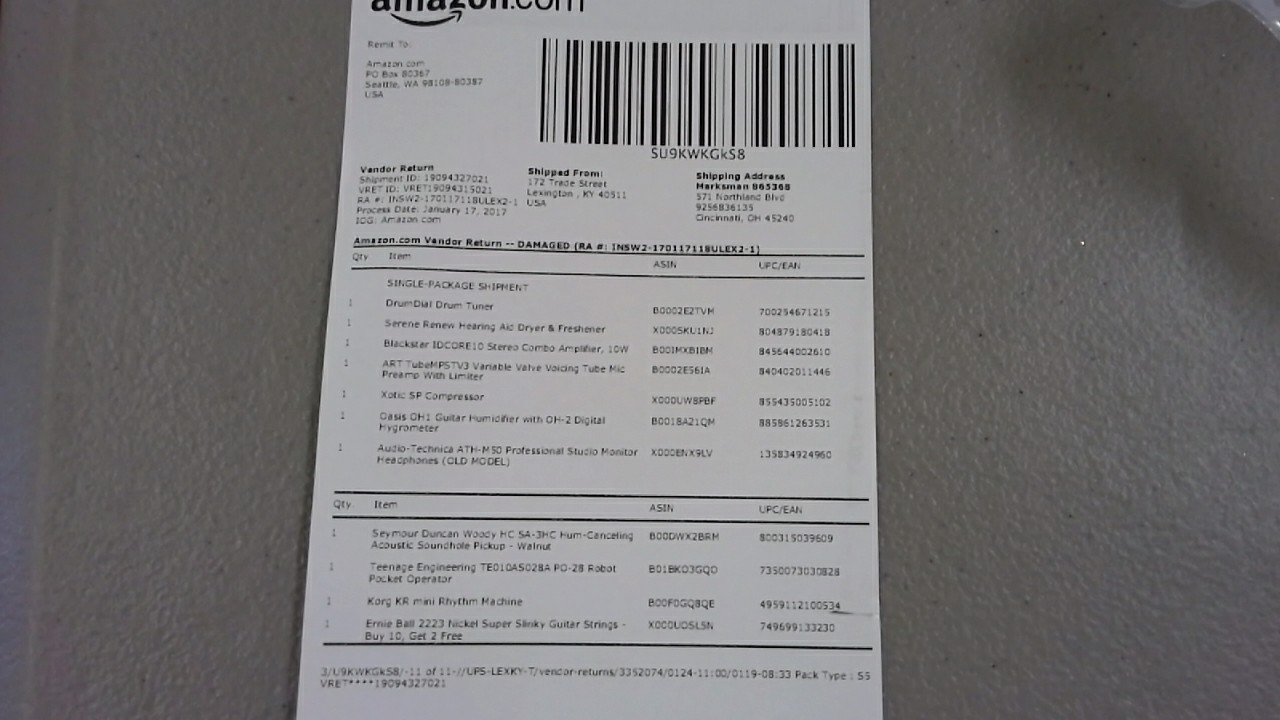 amazon.com
Remit To:
Amazon.com
PO Box 80367
Seattle, WA 98108-80387
USA
SU9KWKGkS8
Vendor Return
Shipment ID: 19094327021
VRET ID: VRET19094315021
RA #: INSW2-170117118ULEX2-1
Process Date: January 17, 2017
IOG: Amazon.com
Shipped From:
172 Trade Street
Lexington , KY 40511
USA
Shipping Address
Marksman 865368
571 Northland Blvd
9256836135
Cincinnati, OH 45240
Amazon.com Vendor Return -- DAMAGED (RA #: INSW2-170117118ULEX2-1)
Qty Item ASIN UPC/EAN
SINGLE-PACKAGE SHIPMENT
1 DrumDial Drum Tuner B0002E2TVM 700254671215
1 Serene Renew Hearing Aid Dryer & Freshener X000SKU1NJ 804879180418
1 Blackstar IDCORE10 Stereo Combo Amplifier, 10W B00IMXBIBM 845644002610
1 ART TubeMPSTV3 Variable Valve Voicing Tube Mic B0002E56IA 840402011446
Preamp With Limiter
1 Xotic SP Compressor X000UW8PBF 855435005102
1 Oasis OH1 Guitar Humidifier with OH-2 Digital B0018A21QM 885861263531
Hygrometer
1 Audio-Technica ATH-M50 Professional Studio Monitor X000ENX9LV 135834924960
Headphones (OLD MODEL)
Qty Item ASIN UPC/EAN
1 Seymour Duncan Woody HC SA-3HC Hum-Canceling B00DWX2BRM 800315039609
Acoustic Soundhole Pickup - Walnut
1 Teenage Engineering TE010AS028A PO-28 Robot B01BKO3GQO 7350073030828
Pocket Operator
1 Korg KR mini Rhythm Machine B00F0GQ8QE 4959112100534
1 Ernie Ball 2223 Nickel Super Slinky Guitar Strings - X000UOSLSN 749699133230
Buy 10, Get 2 Free
3/U9KWKGkS8/-11 of 11-//UPS-LEXKY-T/vendor-returns/3352074/0124-11:00/0119-08:33 Pack Type : S5
VRET****19094327021